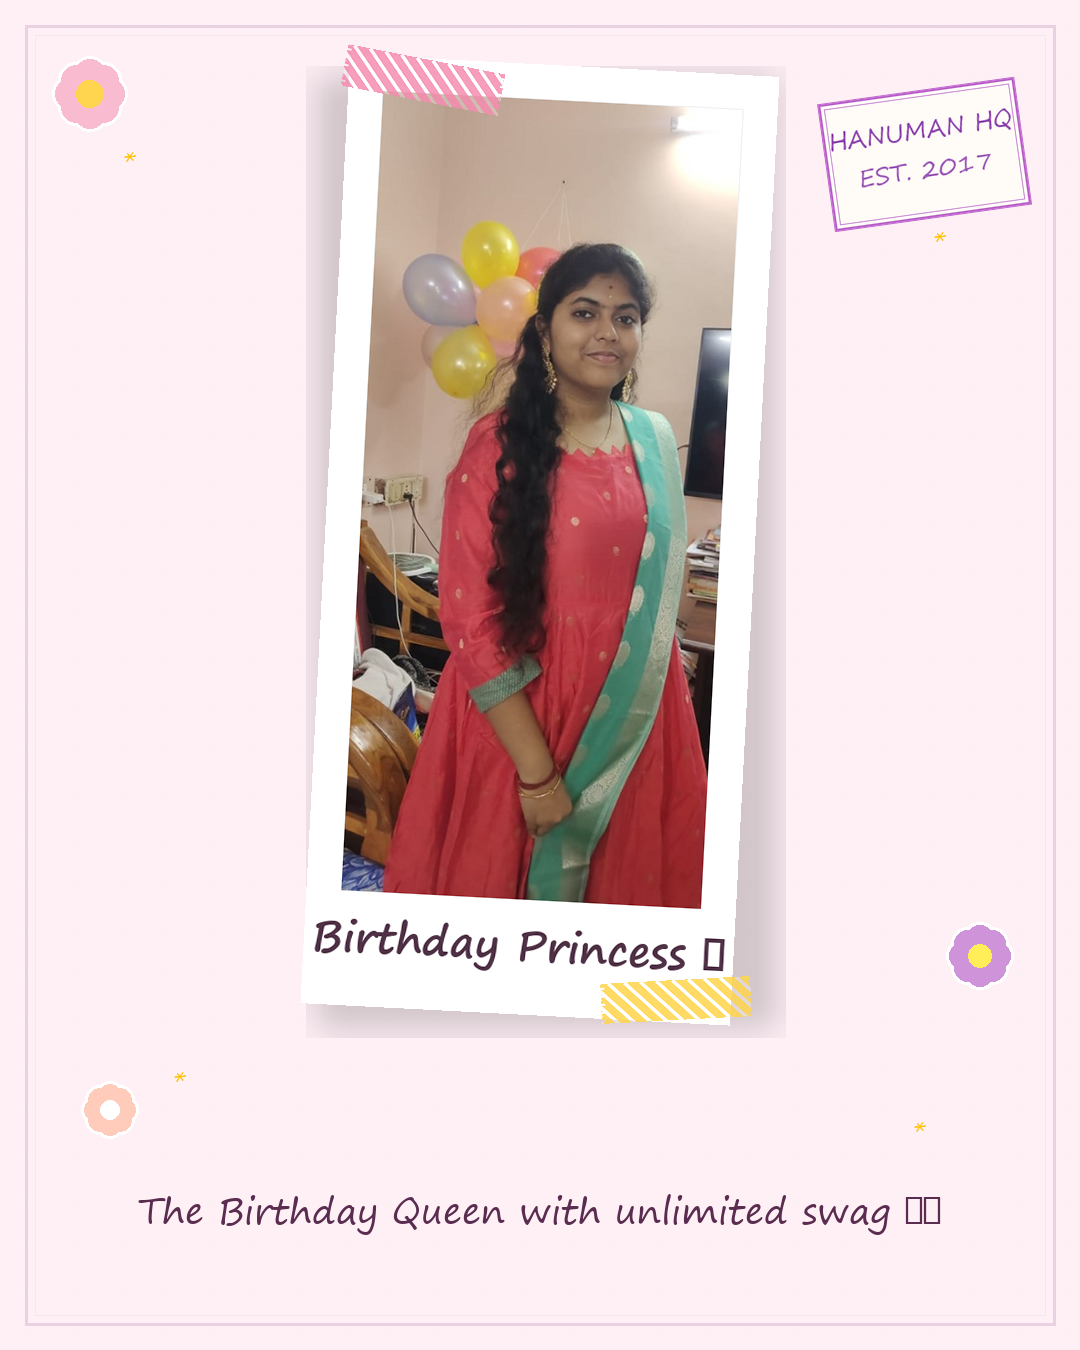 HANUMAN HQ
EST. 2017
Birthday Princess
The Birthday Queen with unlimited swag